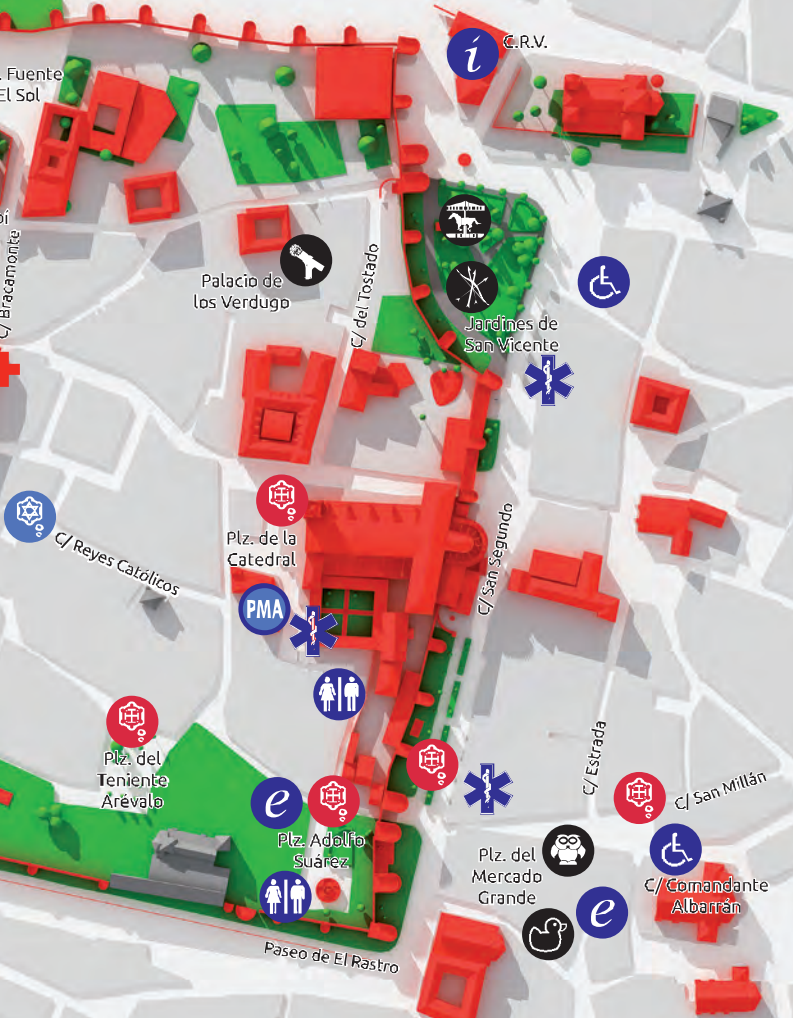 i
C.R.V.
. Fuente
El Sol
C/ Bracamonte
Palacio de
los Verdugo
C/ del Tostado
Jardines de
San Vicente
Plz. de la
Catedral
C/ Reyes Católicos
C/ San Segundo
PMA
Plz. del
Teniente
Arévalo
e
Plz. Adolfo
Suárez
C/ Estrada
C/ San Millán
Plz. del
Mercado
Grande
C/ Comandante
Albarrán
e
Paseo de El Rastro